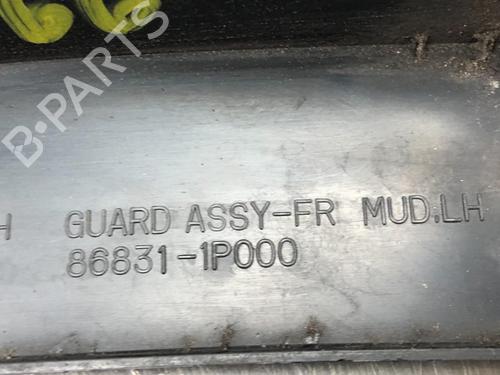 B-PARTS
H GUARD ASSY-FR MUD.LH
86831-1P000